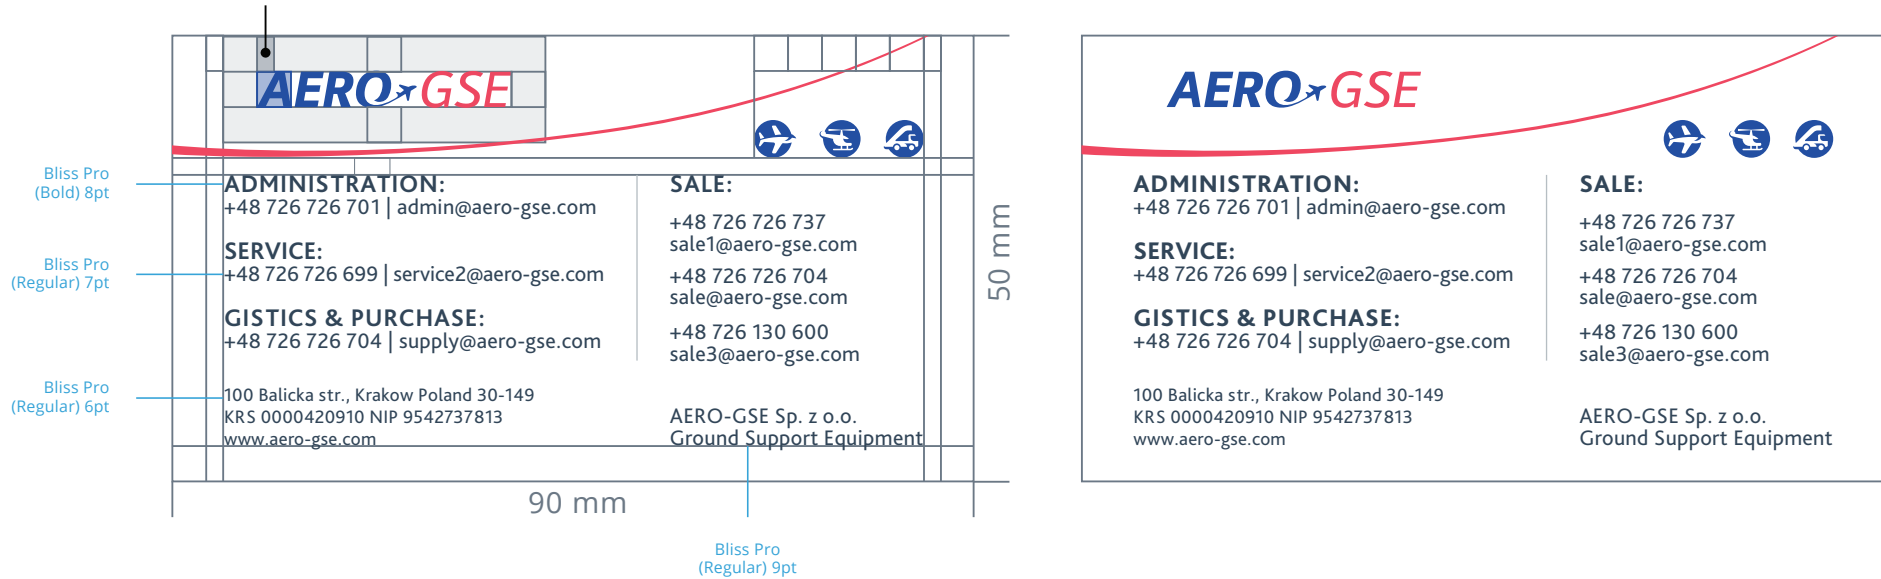 AERO GSE
Bliss Pro
(Bold) 8pt
ADMINISTRATION:
+48 726 726 701 | admin@aero-gse.com
Bliss Pro
(Regular) 7pt
SERVICE:
+48 726 726 699 | service2@aero-gse.com
GISTICS & PURCHASE:
+48 726 726 704 | supply@aero-gse.com
Bliss Pro
(Regular) 6pt
100 Balicka str., Krakow Poland 30-149
KRS 0000420910 NIP 9542737813
www.aero-gse.com
SALE:
+48 726 726 737
sale1@aero-gse.com
+48 726 726 704
sale@aero-gse.com
+48 726 130 600
sale3@aero-gse.com
AERO-GSE Sp. z o.o.
Ground Support Equipment
50 mm
90 mm
Bliss Pro
(Regular) 9pt
AERO GSE
ADMINISTRATION:
+48 726 726 701 | admin@aero-gse.com
SERVICE:
+48 726 726 699 | service2@aero-gse.com
GISTICS & PURCHASE:
+48 726 726 704 | supply@aero-gse.com
100 Balicka str., Krakow Poland 30-149
KRS 0000420910 NIP 9542737813
www.aero-gse.com
SALE:
+48 726 726 737
sale1@aero-gse.com
+48 726 726 704
sale@aero-gse.com
+48 726 130 600
sale3@aero-gse.com
AERO-GSE Sp. z o.o.
Ground Support Equipment